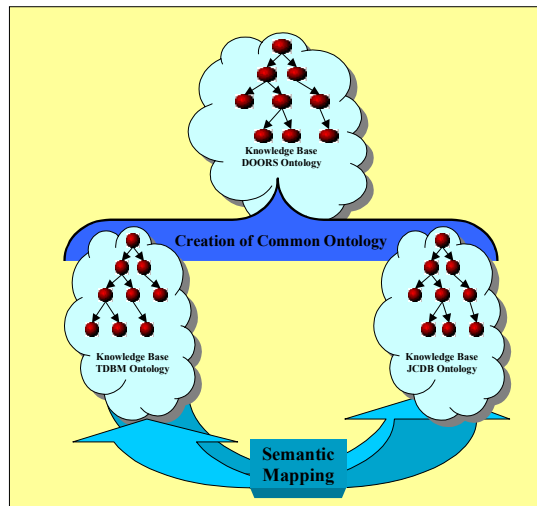 Knowledge Base
DOORS Ontology
Creation of Common Ontology
Knowledge Base
TDBM Ontology
Knowledge Base
JCDB Ontology
Semantic
Mapping